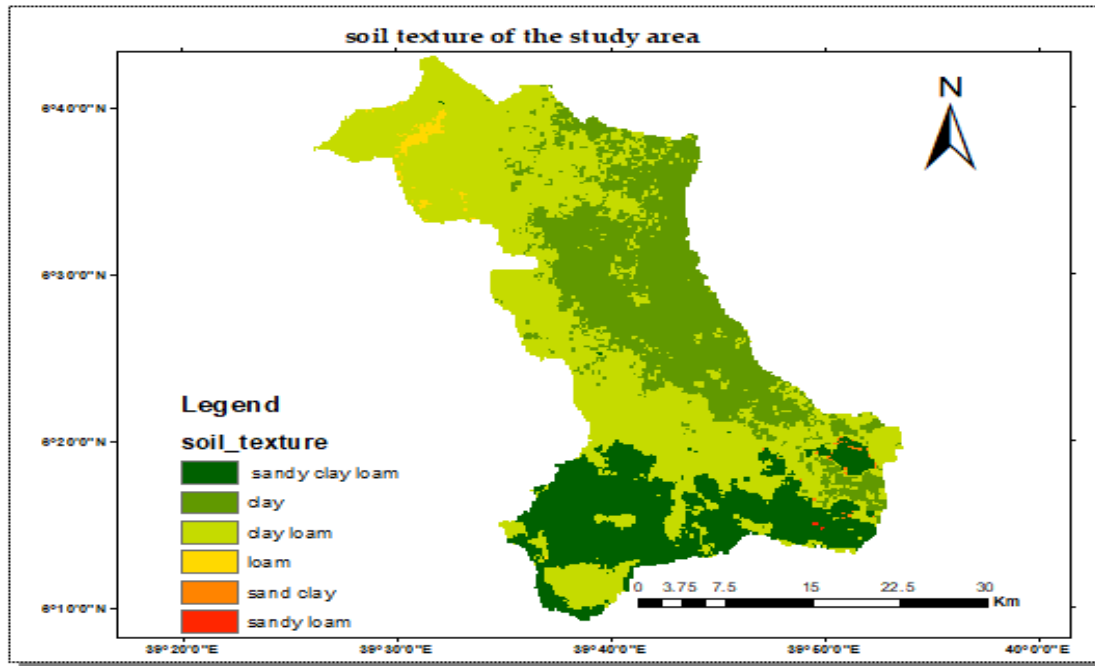 soil texture of the study area
N
6°40'0"N
6°30'0"N
6°20'0"N
6°10'0"N
Legend
soil_texture
sandy clay loam
clay
clay loam
loam
sand clay
sandy loam
0 3.75 7.5 15 22.5 30
Km
39°20'0"E 39°30'0"E 39°40'0"E 39°50'0"E 40°0'0"E